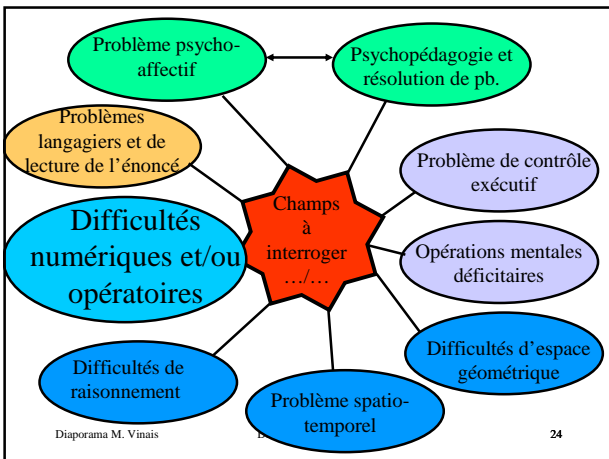 Problème psycho-
affectif
Psychopédagogie et
résolution de pb.
Problèmes
langagiers et de
lecture de l'énoncé
Problème de contrôle
exécutif
Champs
à
interroger
…/…
Difficultés
numériques et/ou
opératoires
Opérations mentales
déficitaires
Difficultés d'espace
géométrique
Difficultés de
raisonnement
Problème spatio-
temporel
Diaporama M. Vinais
24